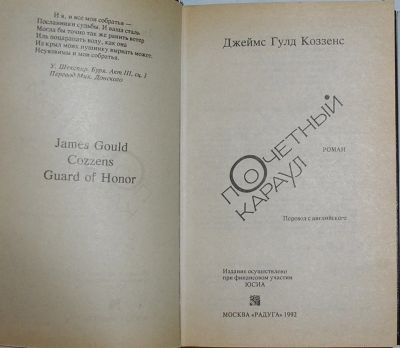 И я, и все мои собратья —
Посланники судьбы. И ваша сталь
Могла бы точно так же ранить ветер
Иль поцарапать воду, как она
Из крыл моих пушинку вырвать может.
Неуязвимы и мои собратья.
У. Шекспир. Буря. Акт III, сц. 3
Перевод Мих. Донского
James Gould
Cozzens
Guard of Honor
Джеймс Гулд Коззенс
ПОЧЕТНЫЙ
КАРАУЛ
РОМАН
Перевод с английского
Издание осуществлено
при финансовом участии
ЮСИА
МОСКВА «РАДУГА» 1992